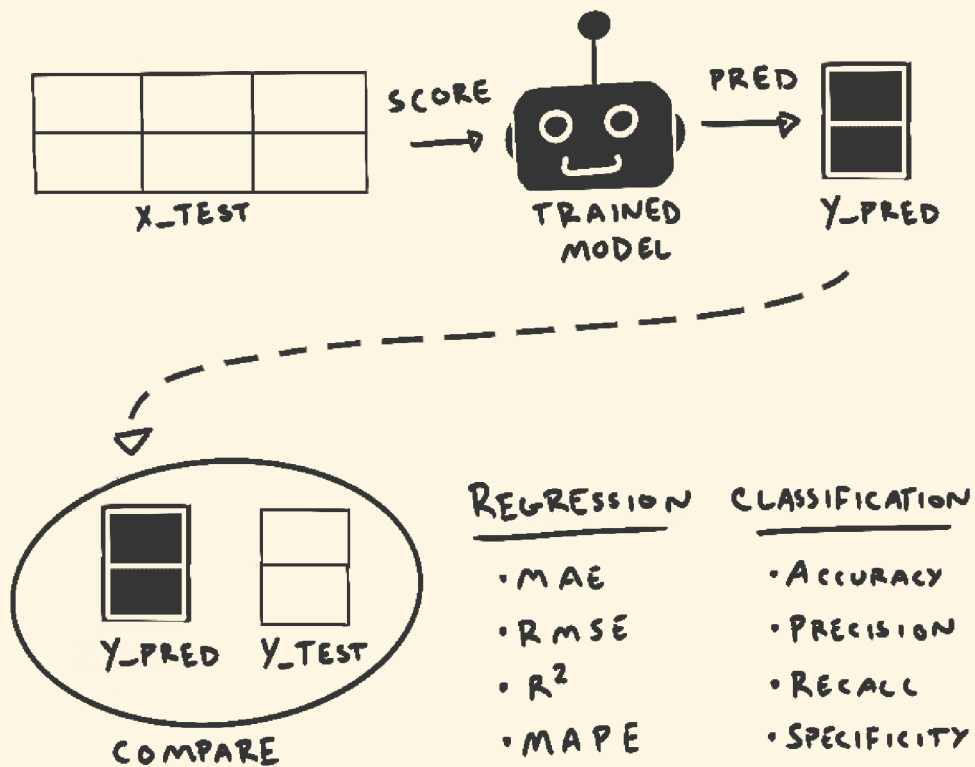 SCORE
PRED
X_TEST
TRAINED
MODEL
Y_PRED
Y_PRED
Y_TEST
COMPARE
REGRESSION
• MAE
• RMSE
• R²
• MAPE
CLASSIFICATION
• ACCURACY
• PRECISION
• RECALL
• SPECIFICITY